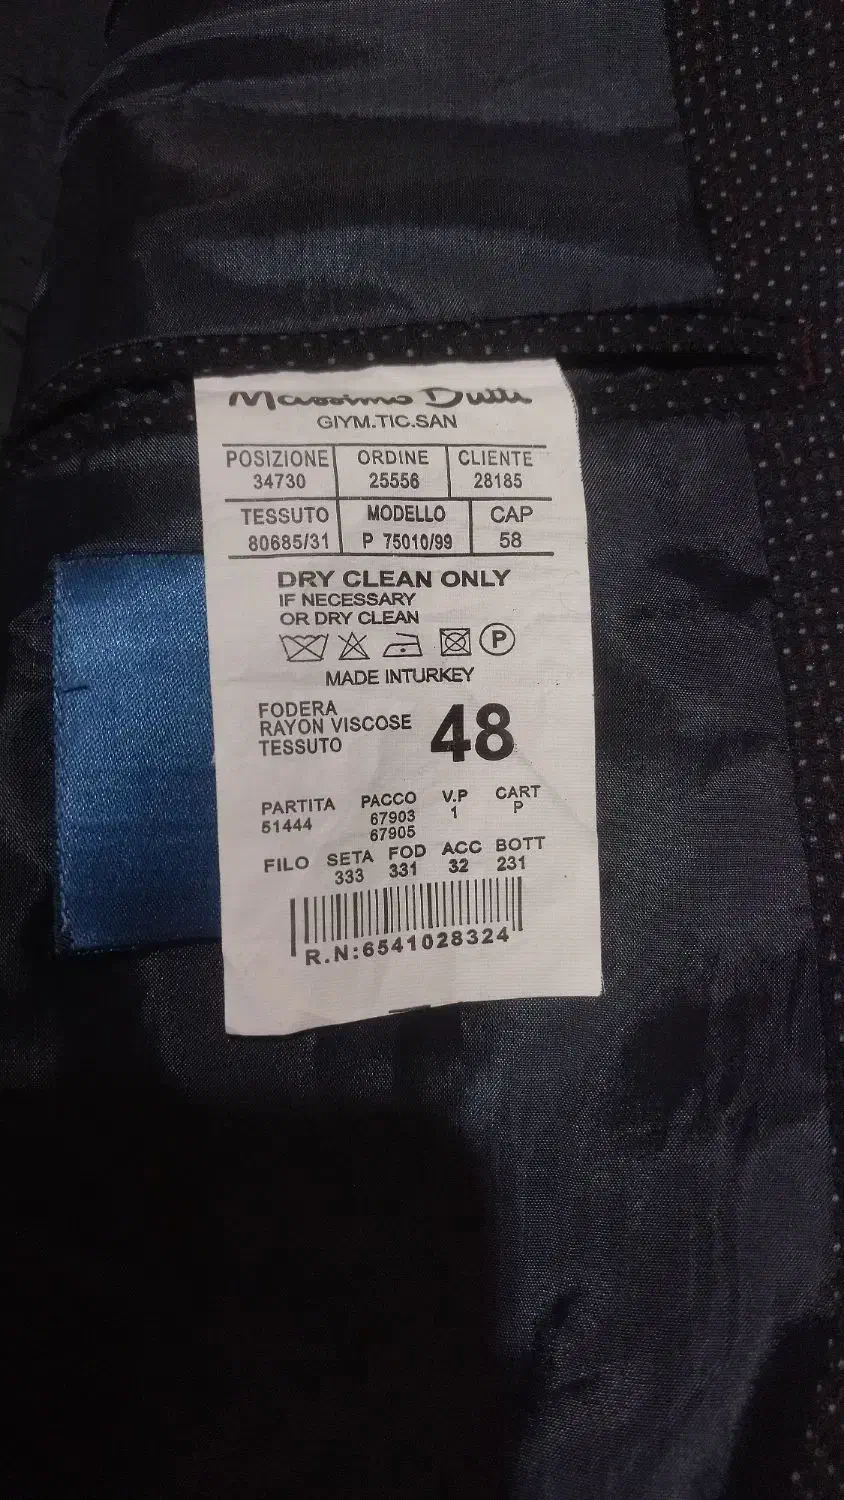 Massimo Dutti
GIYM.TIC.SAN
POSIZIONE ORDINE CLIENTE
34730 25556 28185
TESSUTO MODELLO CAP
80685/31 P 75010/99 58
DRY CLEAN ONLY
IF NECESSARY
OR DRY CLEAN
P
MADE INTURKEY
FODERA
RAYON VISCOSE
TESSUTO
48
PARTITA PACCO V.P CART
51444 67903 1 P
67905
FILO SETA FOD ACC BOTT
333 331 32 231
R.N:6541028324